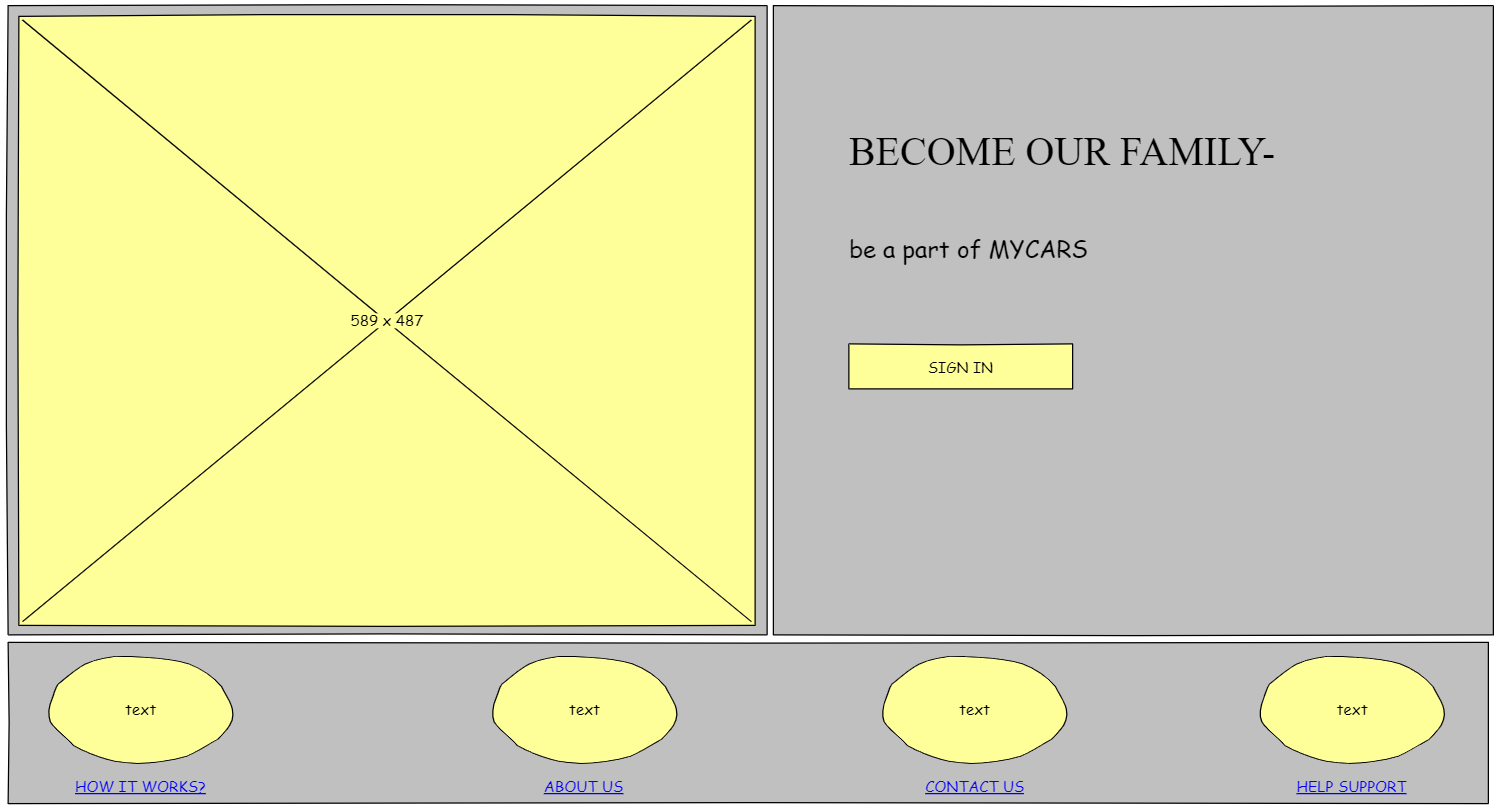 BECOME OUR FAMILY-
be a part of MYCARS
589 x 487
SIGN IN
text
text
text
text
HOW IT WORKS?
ABOUT US
CONTACT US
HELP SUPPORT